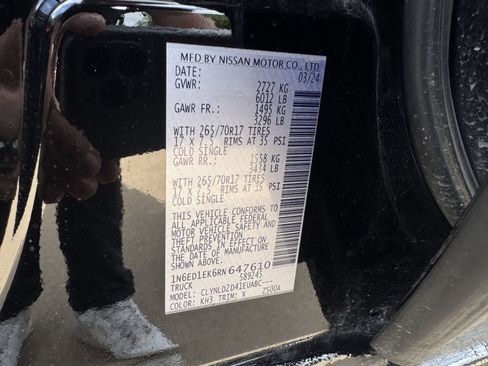 MFD BY NISSAN MOTOR CO., LTD
DATE: 03/24
GVWR: 2727 KG
6012 LB
GAWR FR.: 1495 KG
3296 LB
WITH 265/70R17 TIRES
17 X 7.5 RIMS AT 35 PSI
COLD SINGLE
GAWR RR.: 1558 KG
3434 LB
WITH 265/70R17 TIRES
17 X 7.5 RIMS AT 35 PSI
COLD SINGLE
THIS VEHICLE CONFORMS TO
ALL APPLICABLE FEDERAL
MOTOR VEHICLE SAFETY AND
THEFT PREVENTION
STANDARDS IN EFFECT ON THE
DATE OF MANUFACTURE
SHOWN ABOVE.
1N6ED1EK6RN647610
TRUCK 589245
MODEL: CLYNLD2D41EUABC---
COLOR: KH3 TRIM: X 7500A